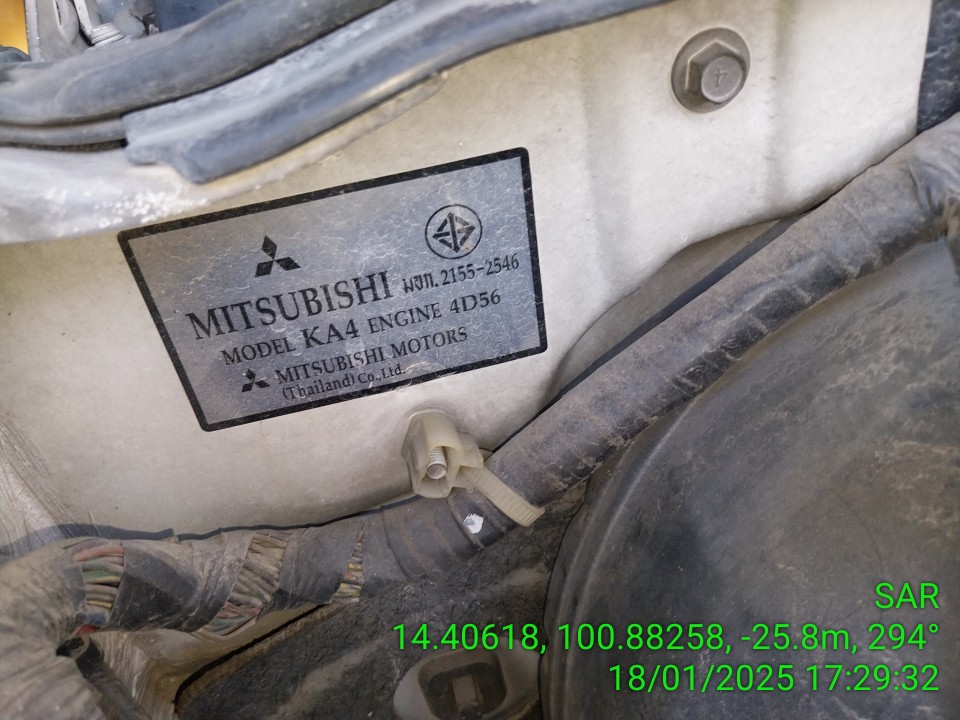 4
MITSUBISHI มอก.2155-2546
MODEL KA4 ENGINE 4D56
MITSUBISHI MOTORS
(Thailand) Co.,Ltd.
SAR
14.40618, 100.88258, -25.8m, 294°
18/01/2025 17:29:32